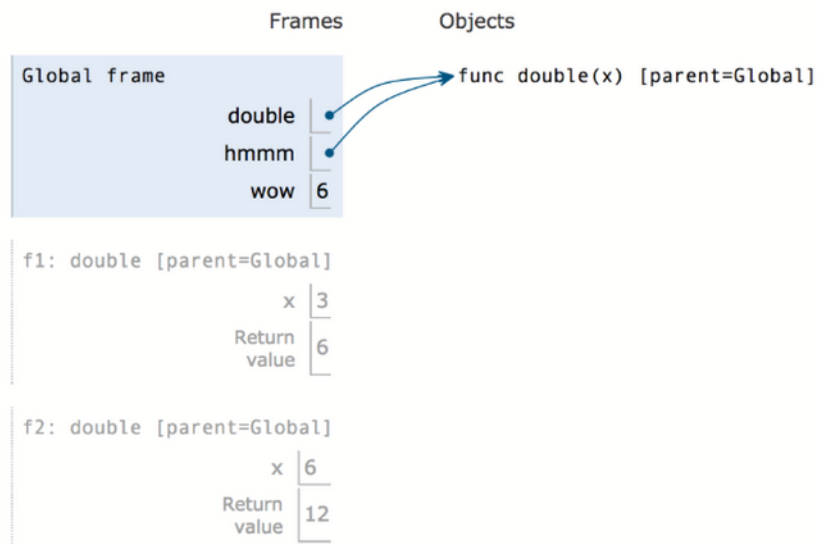 Frames Objects
Global frame
func double(x) [parent=Global]
double
hmmm
wow 6
f1: double [parent=Global]
x 3
Return
value 6
f2: double [parent=Global]
x 6
Return
value 12